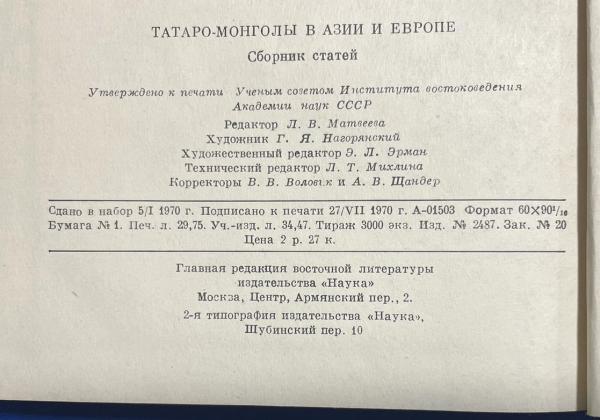 ТАТАРО-МОНГОЛЫ В АЗИИ И ЕВРОПЕ
Сборник статей
Утверждено к печати Ученым советом Института востоковедения
Академии наук СССР
Редактор Л. В. Матвеева
Художник Г. Я. Нагорянский
Художественный редактор Э. Л. Эрман
Технический редактор Л. Т. Михлина
Корректоры В. В. Воловик и А. В. Щандер
Сдано в набор 5/I 1970 г. Подписано к печати 27/VII 1970 г. А-01503 Формат 60×90¹/₁₆
Бумага № 1. Печ. л. 29,75. Уч.-изд. л. 34,47. Тираж 3000 экз. Изд. № 2487. Зак. № 20
Цена 2 р. 27 к.
Главная редакция восточной литературы
издательства «Наука»
Москва, Центр, Армянский пер., 2.
2-я типография издательства «Наука»,
Шубинский пер. 10